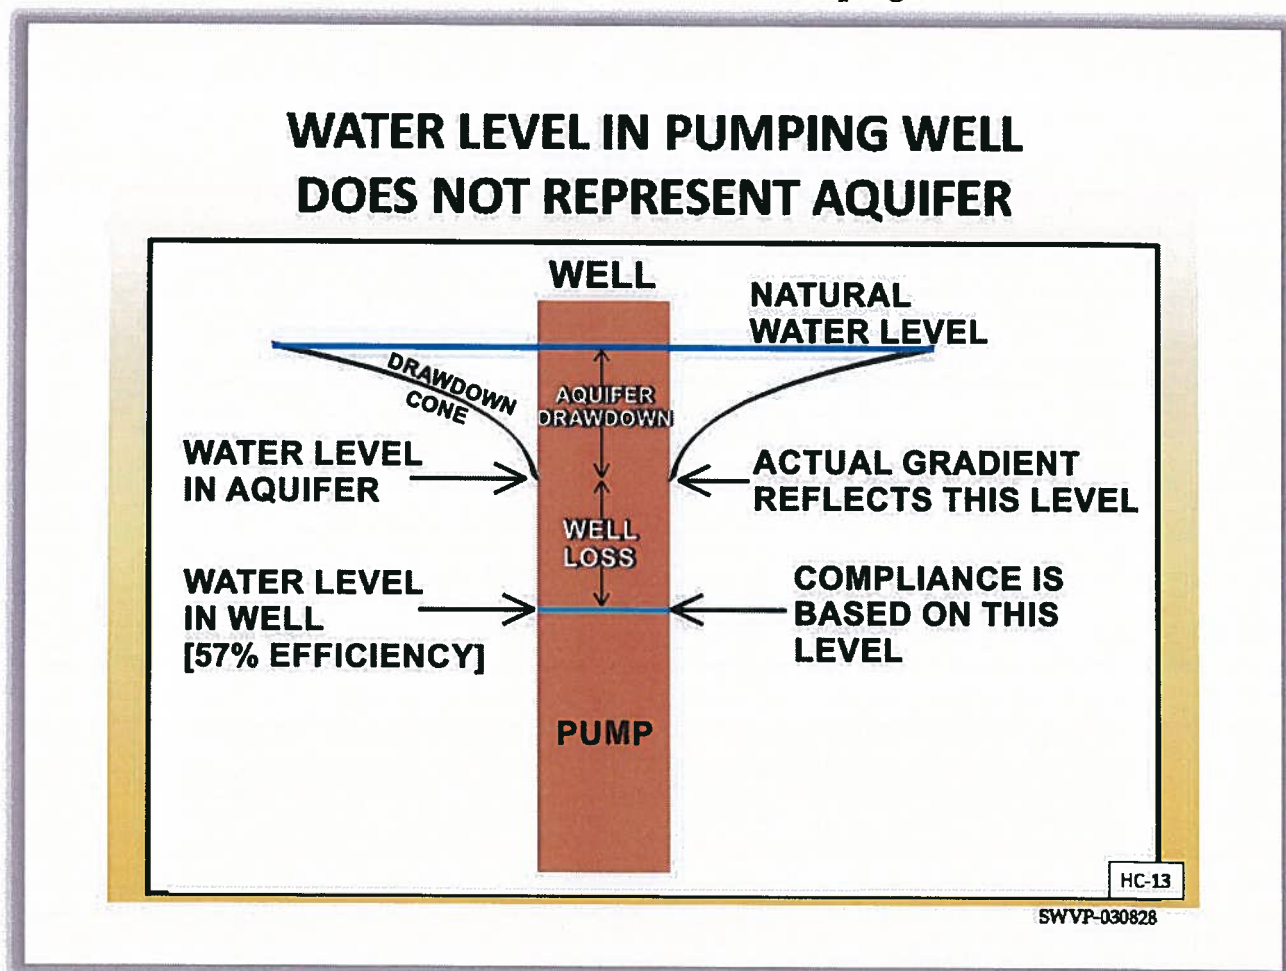 WATER LEVEL IN PUMPING WELL
DOES NOT REPRESENT AQUIFER
WELL
NATURAL
WATER LEVEL
DRAWDOWN
CONE
AQUIFER
DRAWDOWN
WATER LEVEL
IN AQUIFER
ACTUAL GRADIENT
REFLECTS THIS LEVEL
WELL
LOSS
WATER LEVEL
IN WELL
[57% EFFICIENCY]
COMPLIANCE IS
BASED ON THIS
LEVEL
PUMP
HC-13
SWVP-030828